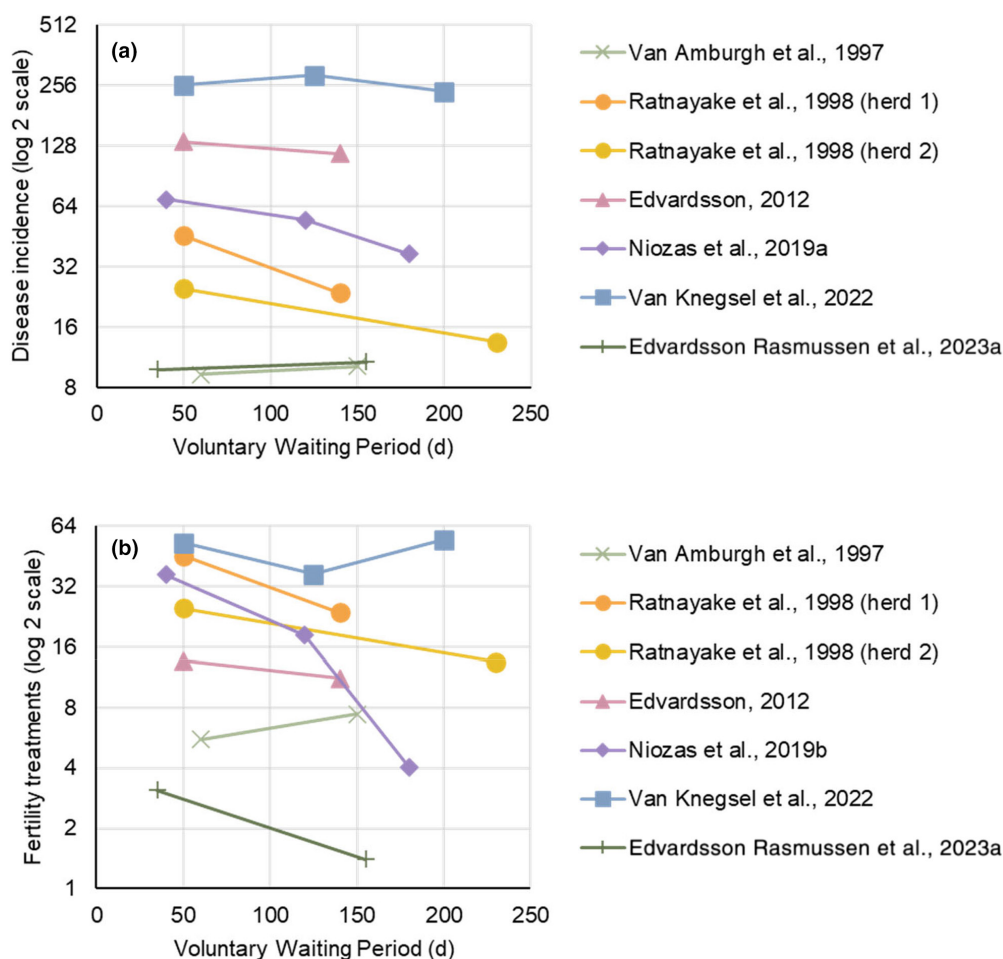 (a)
Disease incidence (log 2 scale)
512
256
128
64
32
16
8
0 50 100 150 200 250
Voluntary Waiting Period (d)
Van Amburgh et al., 1997
Ratnayake et al., 1998 (herd 1)
Ratnayake et al., 1998 (herd 2)
Edvardsson, 2012
Niozas et al., 2019a
Van Knegsel et al., 2022
Edvardsson Rasmussen et al., 2023a
(b)
Fertility treatments (log 2 scale)
64
32
16
8
4
2
1
0 50 100 150 200 250
Voluntary Waiting Period (d)
Van Amburgh et al., 1997
Ratnayake et al., 1998 (herd 1)
Ratnayake et al., 1998 (herd 2)
Edvardsson, 2012
Niozas et al., 2019b
Van Knegsel et al., 2022
Edvardsson Rasmussen et al., 2023a